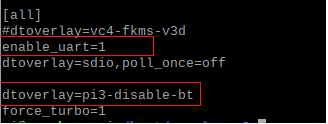 [all]
#dtoverlay=vc4-fkms-v3d
enable_uart=1
dtoverlay=sdio,poll_once=off
dtoverlay=pi3-disable-bt
force_turbo=1